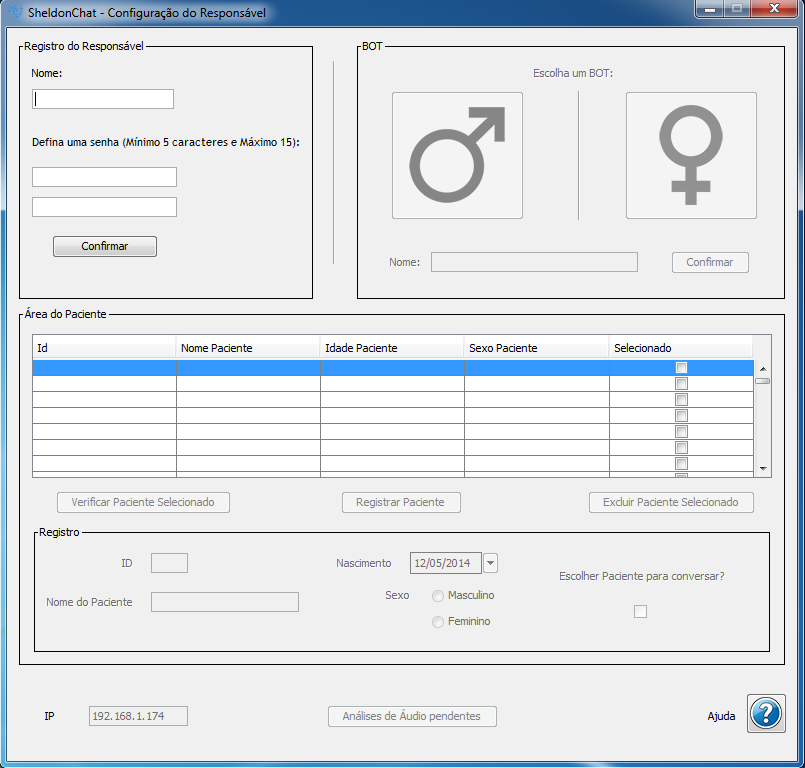 SheldonChat - Configuração do Responsável
Registro do Responsável
Nome:
Defina uma senha (Mínimo 5 caracteres e Máximo 15):
Confirmar
BOT
Escolha um BOT:
Nome:
Confirmar
Área do Paciente
Id Nome Paciente Idade Paciente Sexo Paciente Selecionado
Verificar Paciente Selecionado Registrar Paciente Excluir Paciente Selecionado
Registro
ID
Nome do Paciente
Nascimento 12/05/2014
Sexo Masculino
Feminino
Escolher Paciente para conversar?
IP 192.168.1.174 Análises de Áudio pendentes Ajuda ?